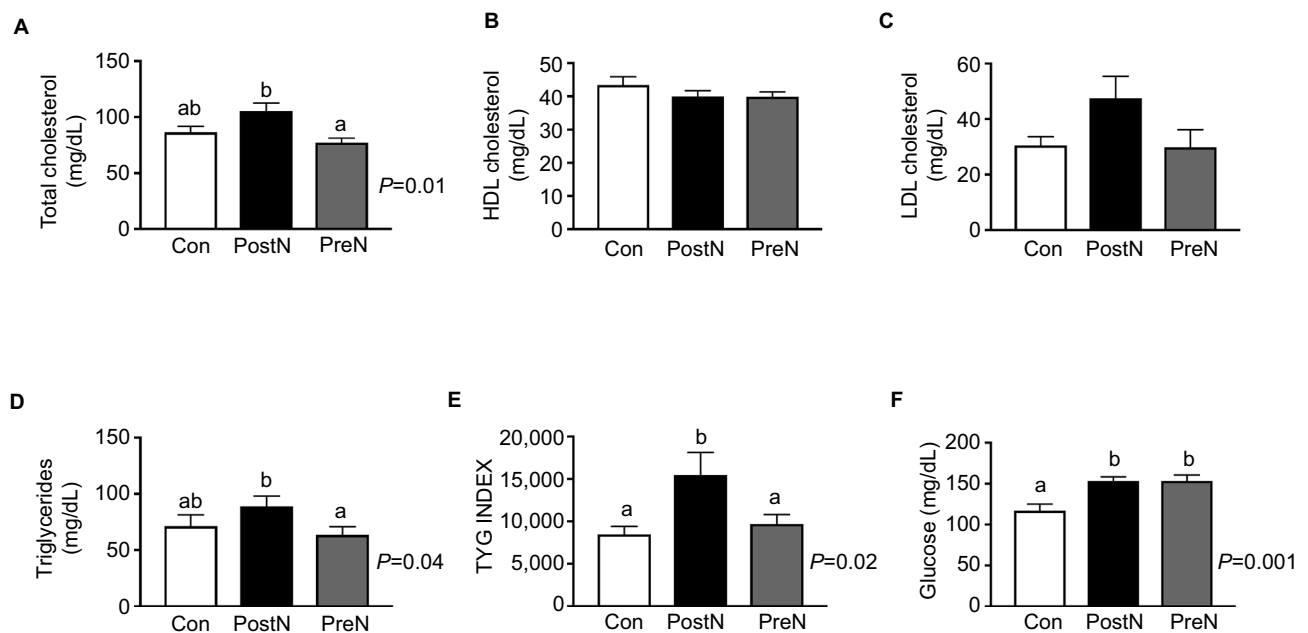 A
Total cholesterol
(mg/dL)
150
100
50
0
ab
b
a
P=0.01
Con PostN PreN
B
HDL cholesterol
(mg/dL)
50
40
30
20
10
0
Con PostN PreN
C
LDL cholesterol
(mg/dL)
60
40
20
0
Con PostN PreN
D
Triglycerides
(mg/dL)
150
100
50
0
ab
b
a
P=0.04
Con PostN PreN
E
TYG INDEX
20,000
15,000
10,000
5,000
0
a
b
a
P=0.02
Con PostN PreN
F
Glucose (mg/dL)
200
150
100
50
0
a
b
b
P=0.001
Con PostN PreN